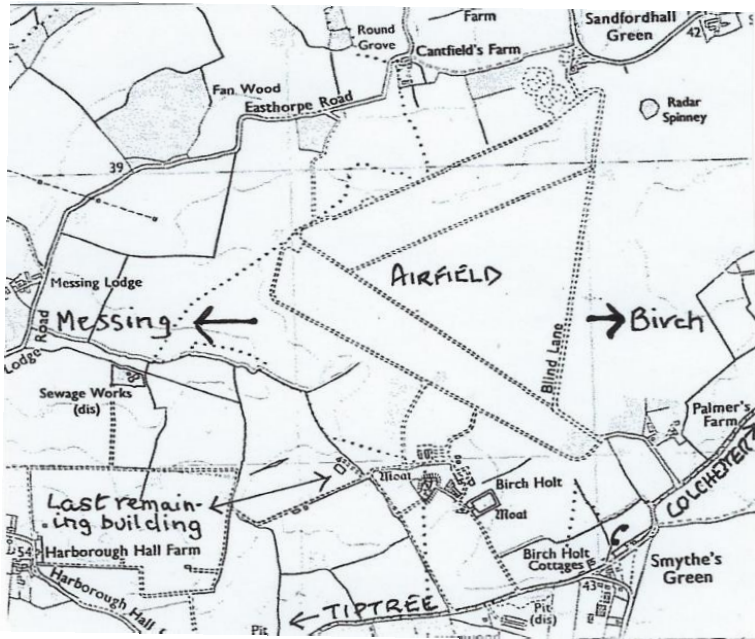 Farm
Sandfordhall
Green
42
Round
Grove
Cantfield's Farm
Fan Wood
Easthorpe Road
Radar
Spinney
39
AIRFIELD
Messing Lodge
Messing
Birch
Lodge Road
Blind Lane
Sewage Works
(dis)
Palmer's
Farm
COLCHESTER
Last remain-
-ing building
Moat
Birch Holt
Moat
54
Harborough Hall Farm
Birch Holt
Cottages
Smythe's
Green
Harborough Hall
43
TIPTREE
Pit
(dis)
Pit